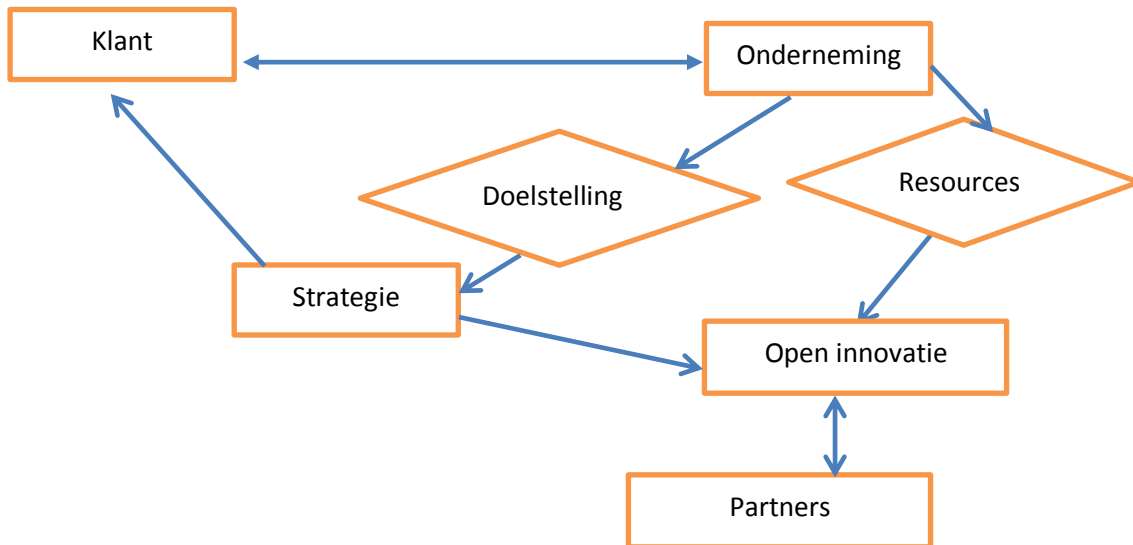 Klant
Onderneming
Doelstelling
Resources
Strategie
Open innovatie
Partners